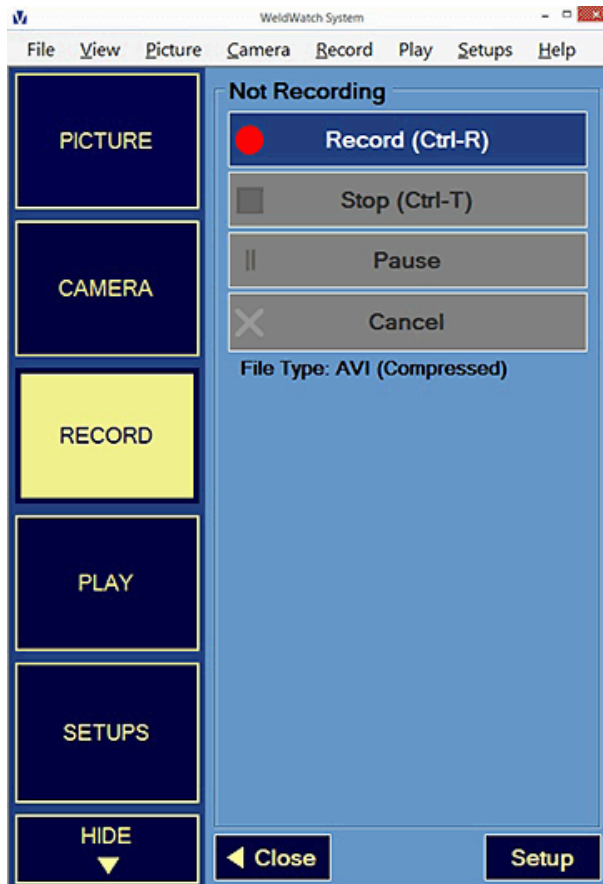 WeldWatch System
File View Picture Camera Record Play Setups Help
PICTURE
CAMERA
RECORD
PLAY
SETUPS
HIDE
Not Recording
Record (Ctrl-R)
Stop (Ctrl-T)
Pause
Cancel
File Type: AVI (Compressed)
Close
Setup